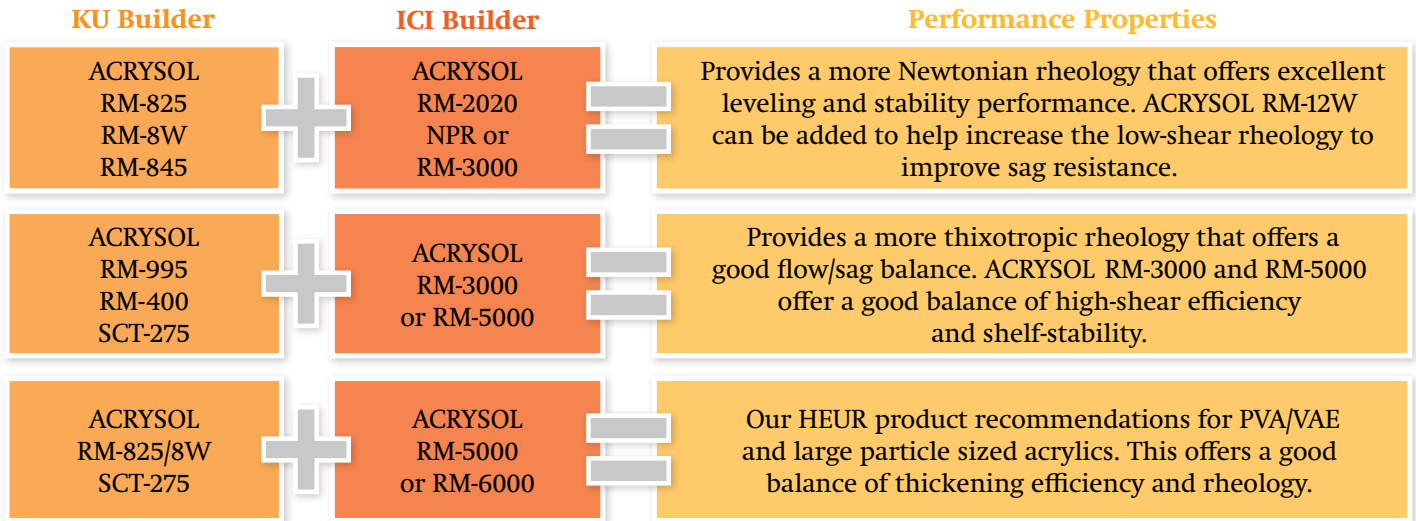 KU Builder
ICI Builder
Performance Properties
ACRYSOL
RM-825
RM-8W
RM-845
ACRYSOL
RM-2020
NPR or
RM-3000
Provides a more Newtonian rheology that offers excellent
leveling and stability performance. ACRYSOL RM-12W
can be added to help increase the low-shear rheology to
improve sag resistance.
ACRYSOL
RM-995
RM-400
SCT-275
ACRYSOL
RM-3000
or RM-5000
Provides a more thixotropic rheology that offers a
good flow/sag balance. ACRYSOL RM-3000 and RM-5000
offer a good balance of high-shear efficiency
and shelf-stability.
ACRYSOL
RM-825/8W
SCT-275
ACRYSOL
RM-5000
or RM-6000
Our HEUR product recommendations for PVA/VAE
and large particle sized acrylics. This offers a good
balance of thickening efficiency and rheology.